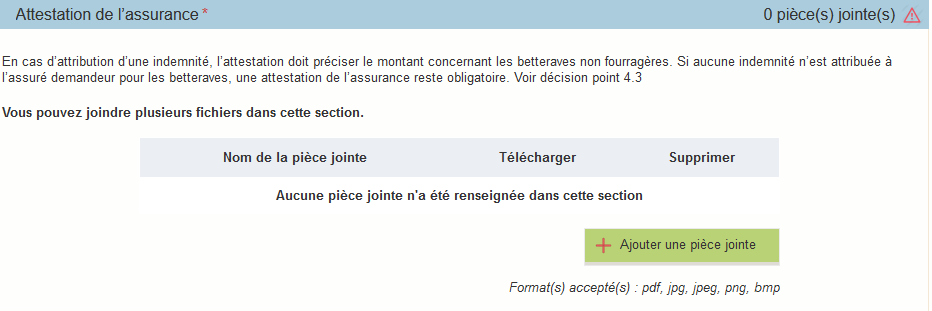 Attestation de l'assurance * 0 pièce(s) jointe(s)
En cas d'attribution d'une indemnité, l'attestation doit préciser le montant concernant les betteraves non fourragères. Si aucune indemnité n'est attribuée à
l'assuré demandeur pour les betteraves, une attestation de l'assurance reste obligatoire. Voir décision point 4.3
Vous pouvez joindre plusieurs fichiers dans cette section.
Nom de la pièce jointe Télécharger Supprimer
Aucune pièce jointe n'a été renseignée dans cette section
Ajouter une pièce jointe
Format(s) accepté(s) : pdf, jpg, jpeg, png, bmp